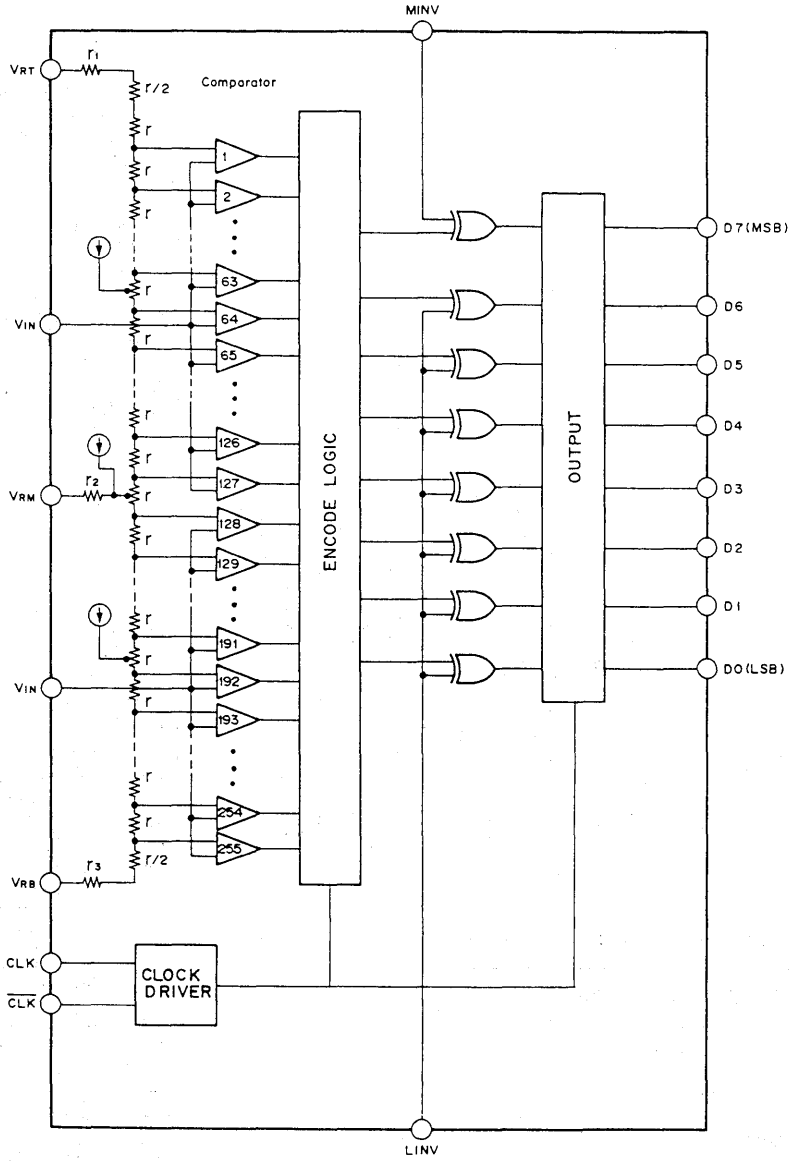 MINV
VRT
r1
r/2
Comparator
r
1
r
r
2
D7(MSB)
63
r
VIN
64
r
65
D6
D5
126
r
127
r2
VRM
r
128
r
129
ENCODE LOGIC
OUTPUT
D4
D3
D2
D1
191
r
192
VIN
r
193
D0(LSB)
r
254
r
255
r/2
r3
VRB
CLK
CLOCK
DRIVER
CLK
LINV